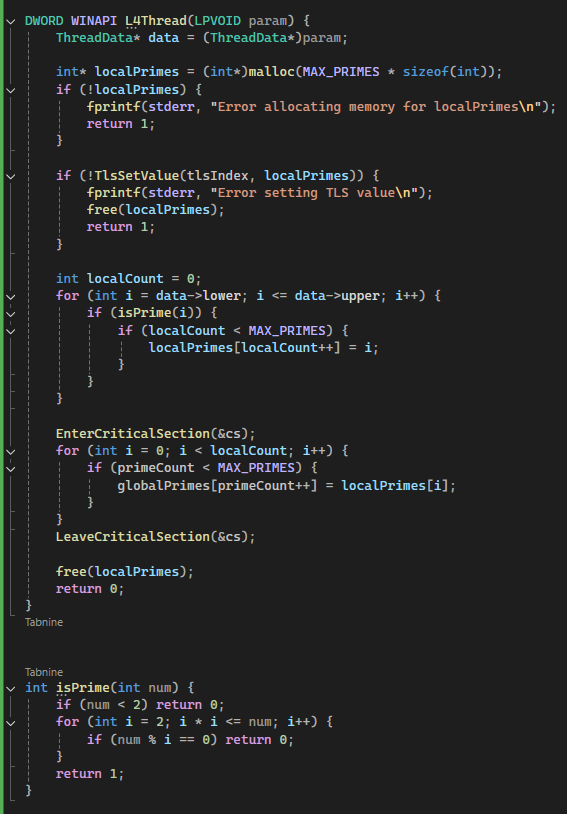 DWORD WINAPI L4Thread(LPVOID param) {
    ThreadData* data = (ThreadData*)param;

    int* localPrimes = (int*)malloc(MAX_PRIMES * sizeof(int));
    if (!localPrimes) {
        fprintf(stderr, "Error allocating memory for localPrimes\n");
        return 1;
    }

    if (!TlsSetValue(tlsIndex, localPrimes)) {
        fprintf(stderr, "Error setting TLS value\n");
        free(localPrimes);
        return 1;
    }

    int localCount = 0;
    for (int i = data->lower; i <= data->upper; i++) {
        if (isPrime(i)) {
            if (localCount < MAX_PRIMES) {
                localPrimes[localCount++] = i;
            }
        }
    }

    EnterCriticalSection(&cs);
    for (int i = 0; i < localCount; i++) {
        if (primeCount < MAX_PRIMES) {
            globalPrimes[primeCount++] = localPrimes[i];
        }
    }
    LeaveCriticalSection(&cs);

    free(localPrimes);
    return 0;
}
Tabnine

Tabnine
int isPrime(int num) {
    if (num < 2) return 0;
    for (int i = 2; i * i <= num; i++) {
        if (num % i == 0) return 0;
    }
    return 1;
}